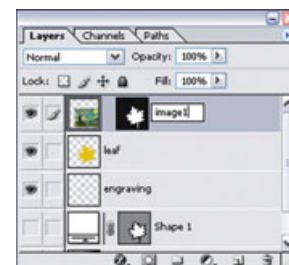 Layers Channels Paths
Normal Opacity: 100%
Lock: Fill: 100%
image1
leaf
engraving
Shape 1